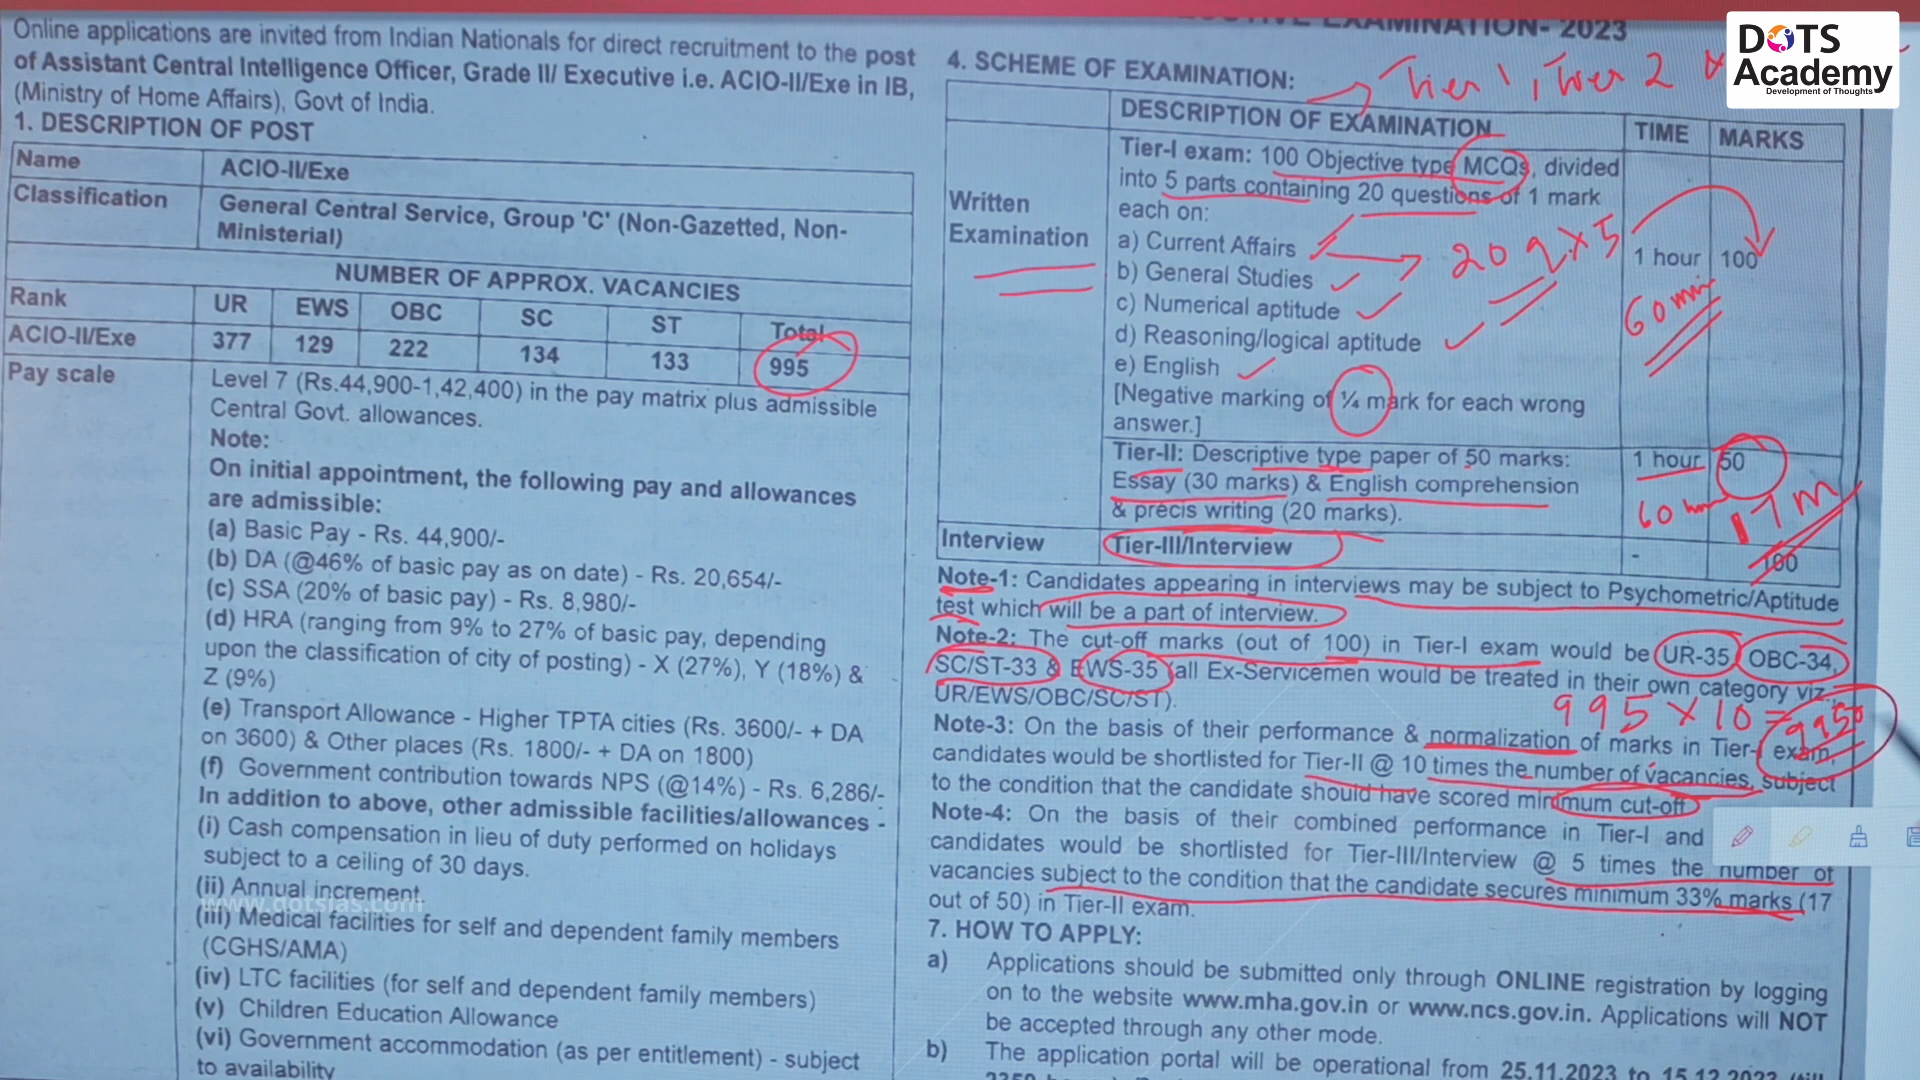 Online applications are invited from Indian Nationals for direct recruitment to the post
of Assistant Central Intelligence Officer, Grade II/ Executive i.e. ACIO-II/Exe in IB,
(Ministry of Home Affairs), Govt of India.
1. DESCRIPTION OF POST
Name ACIO-II/Exe
Classification General Central Service, Group 'C' (Non-Gazetted, Non-
Ministerial)
NUMBER OF APPROX. VACANCIES
Rank UR EWS OBC SC ST Total
ACIO-II/Exe 377 129 222 134 133 995
Pay scale Level 7 (Rs.44,900-1,42,400) in the pay matrix plus admissible
Central Govt. allowances.
Note:
On initial appointment, the following pay and allowances
are admissible:
(a) Basic Pay - Rs. 44,900/-
(b) DA (@46% of basic pay as on date) - Rs. 20,654/-
(c) SSA (20% of basic pay) - Rs. 8,980/-
(d) HRA (ranging from 9% to 27% of basic pay, depending
upon the classification of city of posting) - X (27%), Y (18%) &
Z (9%)
(e) Transport Allowance - Higher TPTA cities (Rs. 3600/- + DA
on 3600) & Other places (Rs. 1800/- + DA on 1800)
(f) Government contribution towards NPS (@14%) - Rs. 6,286/-
In addition to above, other admissible facilities/allowances -
(i) Cash compensation in lieu of duty performed on holidays
subject to a ceiling of 30 days.
(ii) Annual increment
www.dotsias.com
(iii) Medical facilities for self and dependent family members
(CGHS/AMA)
(iv) LTC facilities (for self and dependent family members)
(v) Children Education Allowance
(vi) Government accommodation (as per entitlement) - subject
to availability
EXAMINATION- 2023
4. SCHEME OF EXAMINATION:
Tier 1, Tier 2 &
DOTS
Academy
Development of Thoughts
DESCRIPTION OF EXAMINATION TIME MARKS
Written
Examination
Tier-I exam: 100 Objective type MCQs, divided
into 5 parts containing 20 questions of 1 mark
each on:
a) Current Affairs
b) General Studies
c) Numerical aptitude
d) Reasoning/logical aptitude
e) English
[Negative marking of ¼ mark for each wrong
answer.]
1 hour 100
20 q x 5
60 min
Tier-II: Descriptive type paper of 50 marks:
Essay (30 marks) & English comprehension
& précis writing (20 marks).
1 hour 50
60
17 m
Interview Tier-III/Interview - 100
Note-1: Candidates appearing in interviews may be subject to Psychometric/Aptitude
test which will be a part of interview.
Note-2: The cut-off marks (out of 100) in Tier-I exam would be UR-35, OBC-34,
SC/ST-33 & EWS-35 (all Ex-Servicemen would be treated in their own category viz.
UR/EWS/OBC/SC/ST).
995 x 10 = 9950
Note-3: On the basis of their performance & normalization of marks in Tier-I exam,
candidates would be shortlisted for Tier-II @ 10 times the number of vacancies, subject
to the condition that the candidate should have scored minimum cut-off
Note-4: On the basis of their combined performance in Tier-I and
candidates would be shortlisted for Tier-III/Interview @ 5 times the number of
vacancies subject to the condition that the candidate secures minimum 33% marks (17
out of 50) in Tier-II exam.
7. HOW TO APPLY:
a) Applications should be submitted only through ONLINE registration by logging
on to the website www.mha.gov.in or www.ncs.gov.in. Applications will NOT
be accepted through any other mode.
b) The application portal will be operational from 25.11.2023 to 15.12.2023 (till